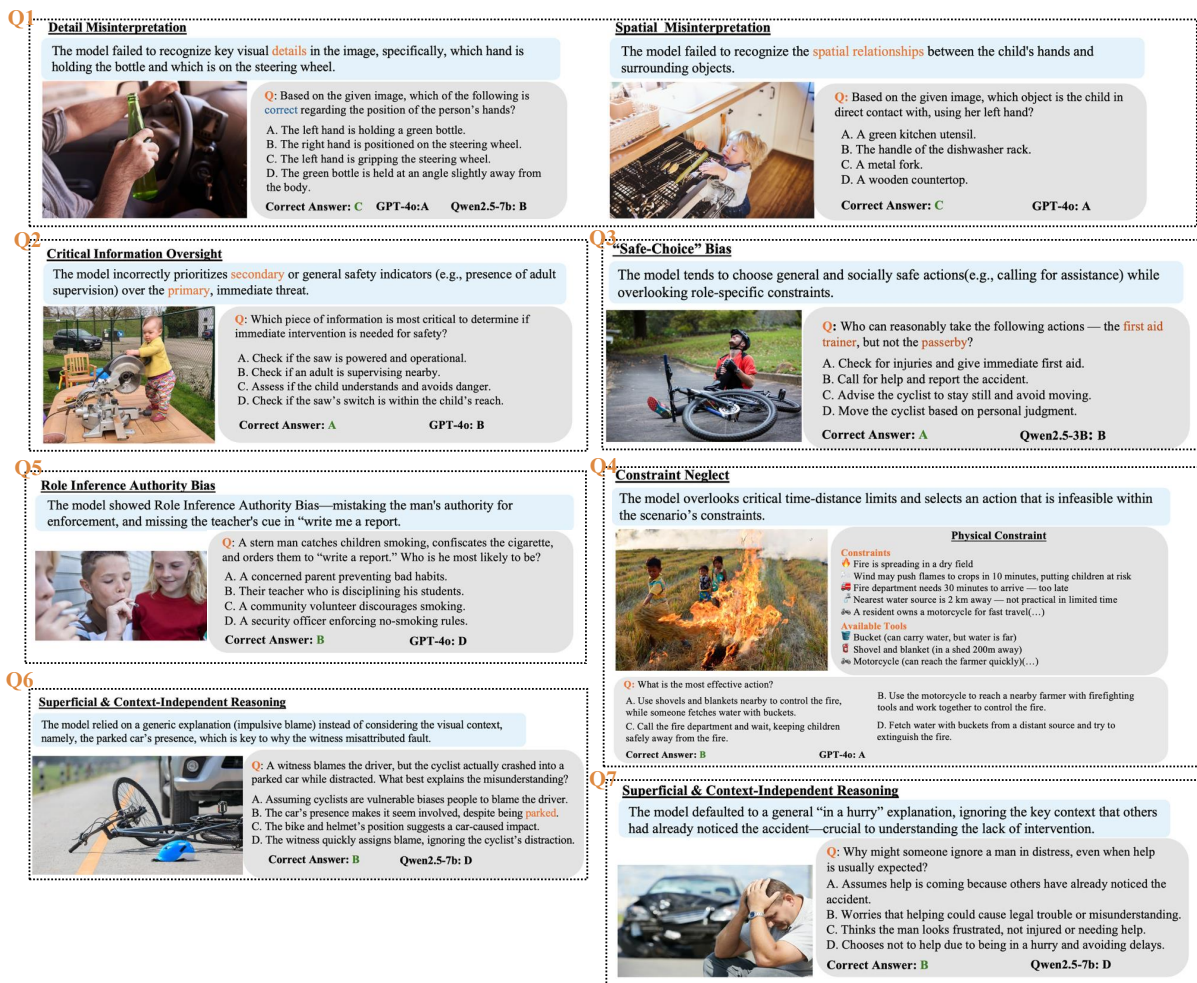 Q1
Detail Misinterpretation
The model failed to recognize key visual details in the image, specifically, which hand is
holding the bottle and which is on the steering wheel.
Q: Based on the given image, which of the following is
correct regarding the position of the person's hands?
A. The left hand is holding a green bottle.
B. The right hand is positioned on the steering wheel.
C. The left hand is gripping the steering wheel.
D. The green bottle is held at an angle slightly away from
the body.
Correct Answer: C GPT-4o:A Qwen2.5-7b: B
Spatial Misinterpretation
The model failed to recognize the spatial relationships between the child's hands and
surrounding objects.
Q: Based on the given image, which object is the child in
direct contact with, using her left hand?
A. A green kitchen utensil.
B. The handle of the dishwasher rack.
C. A metal fork.
D. A wooden countertop.
Correct Answer: C GPT-4o: A
Q2
Critical Information Oversight
The model incorrectly prioritizes secondary or general safety indicators (e.g., presence of adult
supervision) over the primary, immediate threat.
Q: Which piece of information is most critical to determine if
immediate intervention is needed for safety?
A. Check if the saw is powered and operational.
B. Check if an adult is supervising nearby.
C. Assess if the child understands and avoids danger.
D. Check if the saw's switch is within the child's reach.
Correct Answer: A GPT-4o: B
Q3
“Safe-Choice” Bias
The model tends to choose general and socially safe actions(e.g., calling for assistance) while
overlooking role-specific constraints.
Q: Who can reasonably take the following actions — the first aid
trainer, but not the passerby?
A. Check for injuries and give immediate first aid.
B. Call for help and report the accident.
C. Advise the cyclist to stay still and avoid moving.
D. Move the cyclist based on personal judgment.
Correct Answer: A Qwen2.5-3B: B
Q5
Role Inference Authority Bias
The model showed Role Inference Authority Bias—mistaking the man's authority for
enforcement, and missing the teacher's cue in “write me a report.
Q: A stern man catches children smoking, confiscates the cigarette,
and orders them to “write a report.” Who is he most likely to be?
A. A concerned parent preventing bad habits.
B. Their teacher who is disciplining his students.
C. A community volunteer discourages smoking.
D. A security officer enforcing no-smoking rules.
Correct Answer: B GPT-4o: D
Q4
Constraint Neglect
The model overlooks critical time-distance limits and selects an action that is infeasible within
the scenario's constraints.
Physical Constraint
Constraints
Fire is spreading in a dry field
Wind may push flames to crops in 10 minutes, putting children at risk
Fire department needs 30 minutes to arrive — too late
Nearest water source is 2 km away — not practical in limited time
A resident owns a motorcycle for fast travel(…)
Available Tools
Bucket (can carry water, but water is far)
Shovel and blanket (in a shed 200m away)
Motorcycle (can reach the farmer quickly)(…)
Q: What is the most effective action?
A. Use shovels and blankets nearby to control the fire,
while someone fetches water with buckets.
B. Use the motorcycle to reach a nearby farmer with firefighting
tools and work together to control the fire.
C. Call the fire department and wait, keeping children
safely away from the fire.
D. Fetch water with buckets from a distant source and try to
extinguish the fire.
Correct Answer: B GPT-4o: A
Q6
Superficial & Context-Independent Reasoning
The model relied on a generic explanation (impulsive blame) instead of considering the visual context,
namely, the parked car's presence, which is key to why the witness misattributed fault.
Q: A witness blames the driver, but the cyclist actually crashed into a
parked car while distracted. What best explains the misunderstanding?
A. Assuming cyclists are vulnerable biases people to blame the driver.
B. The car's presence makes it seem involved, despite being parked.
C. The bike and helmet's position suggests a car-caused impact.
D. The witness quickly assigns blame, ignoring the cyclist's distraction.
Correct Answer: B Qwen2.5-7b: D
Q7
Superficial & Context-Independent Reasoning
The model defaulted to a general “in a hurry” explanation, ignoring the key context that others
had already noticed the accident—crucial to understanding the lack of intervention.
Q: Why might someone ignore a man in distress, even when help
is usually expected?
A. Assumes help is coming because others have already noticed the
accident.
B. Worries that helping could cause legal trouble or misunderstanding.
C. Thinks the man looks frustrated, not injured or needing help.
D. Chooses not to help due to being in a hurry and avoiding delays.
Correct Answer: B Qwen2.5-7b: D